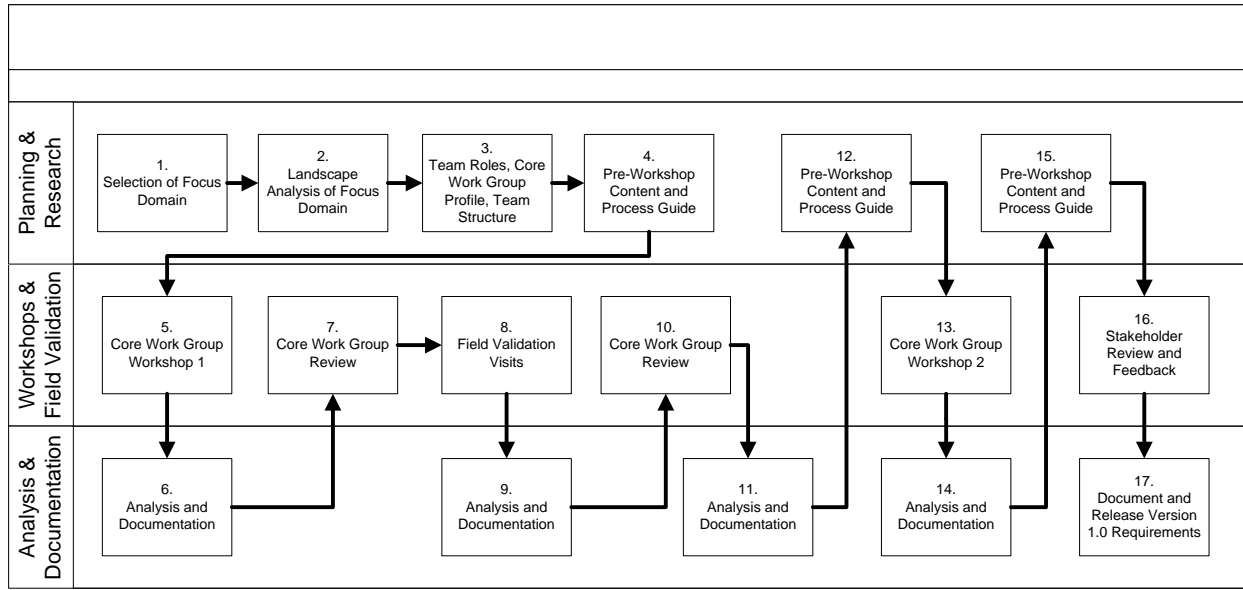 Planning &
Research
1.
Selection of Focus
Domain
2.
Landscape
Analysis of Focus
Domain
3.
Team Roles, Core
Work Group
Profile, Team
Structure
4.
Pre-Workshop
Content and
Process Guide
12.
Pre-Workshop
Content and
Process Guide
15.
Pre-Workshop
Content and
Process Guide
Workshops &
Field Validation
5.
Core Work Group
Workshop 1
7.
Core Work Group
Review
8.
Field Validation
Visits
10.
Core Work Group
Review
13.
Core Work Group
Workshop 2
16.
Stakeholder
Review and
Feedback
Analysis &
Documentation
6.
Analysis and
Documentation
9.
Analysis and
Documentation
11.
Analysis and
Documentation
14.
Analysis and
Documentation
17.
Document and
Release Version
1.0 Requirements